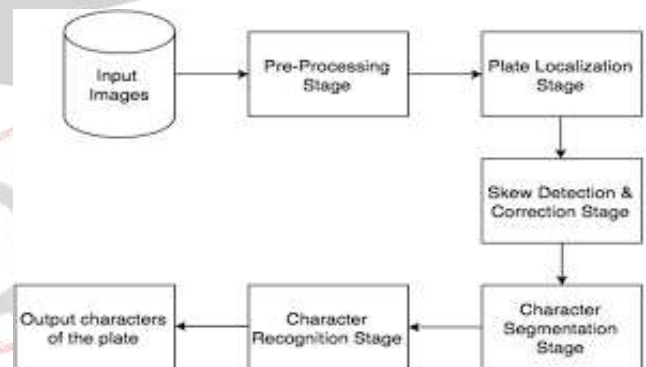 Input
Images
Pre-Processing
Stage
Plate Localization
Stage
Skew Detection &
Correction Stage
Character
Segmentation
Stage
Character
Recognition Stage
Output characters
of the plate